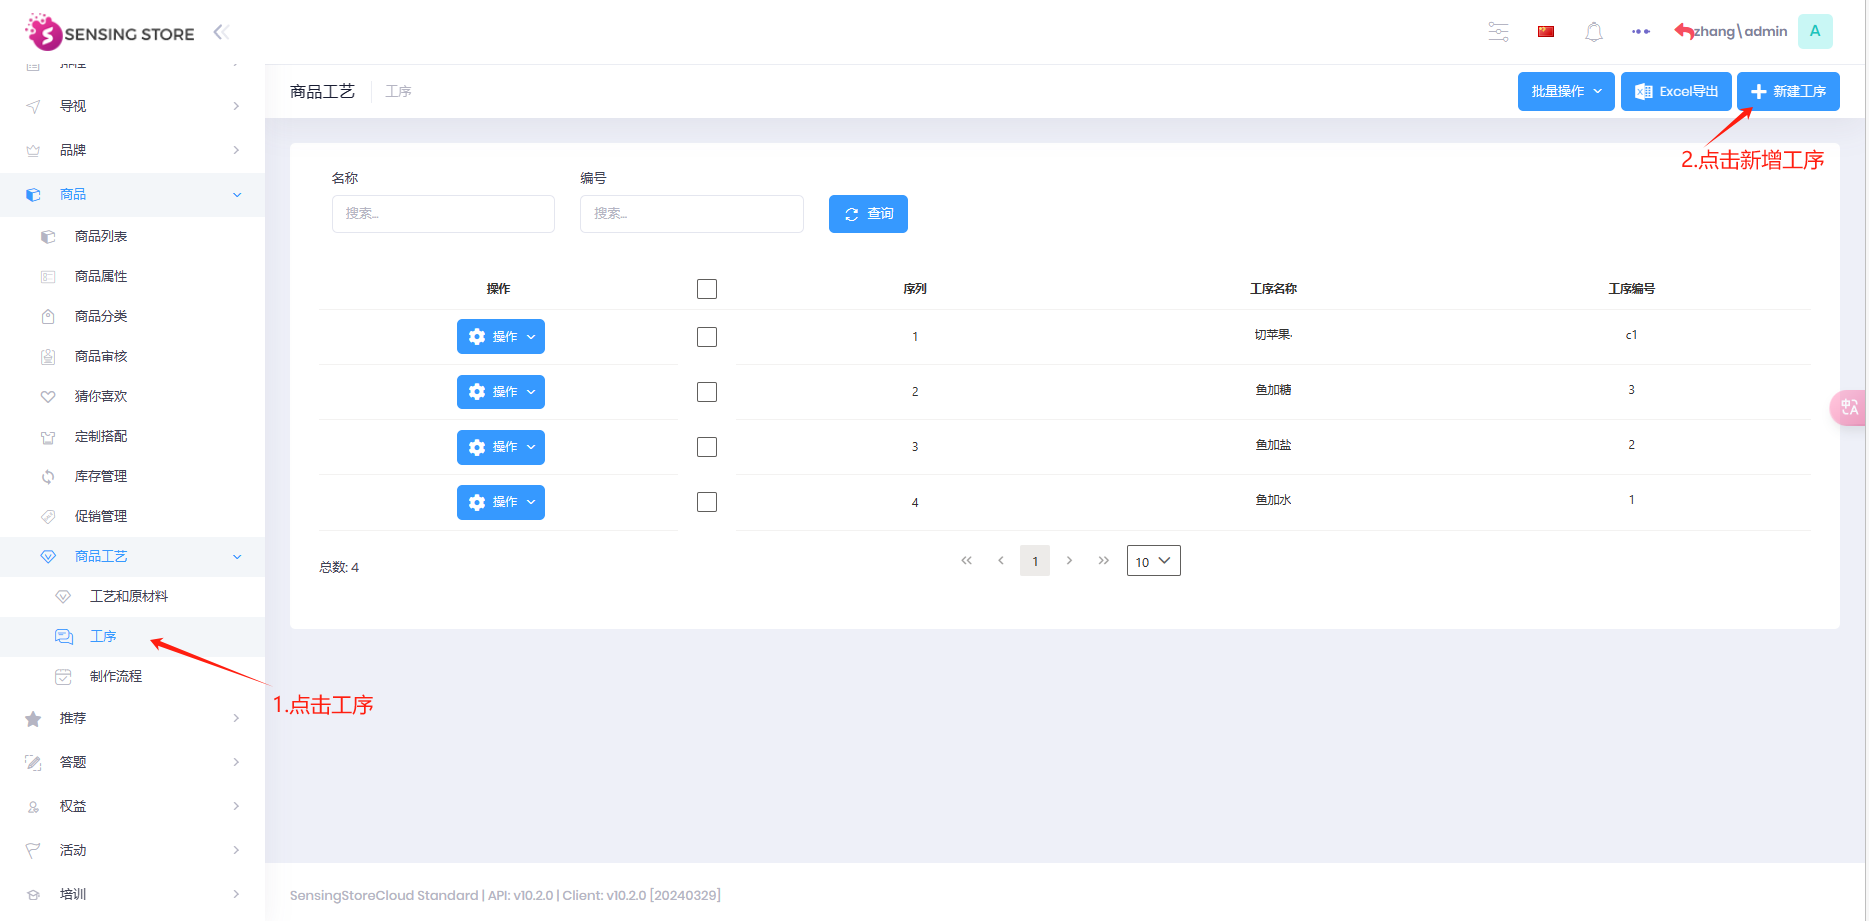 SENSING STORE
zhang\admin
A
导视
品牌
商品
商品列表
商品属性
商品分类
商品审核
猜你喜欢
定制搭配
库存管理
促销管理
商品工艺
工艺和原材料
工序
制作流程
推荐
答题
权益
活动
培训
商品工艺
工序
批量操作
Excel导出
新建工序
2.点击新增工序
名称
编号
搜索...
搜索...
查询
操作 序列 工序名称 工序编号
操作 1 切苹果· c1
操作 2 鱼加糖 3
操作 3 鱼加盐 2
操作 4 鱼加水 1
总数: 4
1
10
1.点击工序
中
A
SensingStoreCloud Standard | API: v10.2.0 | Client: v10.2.0 [20240329]